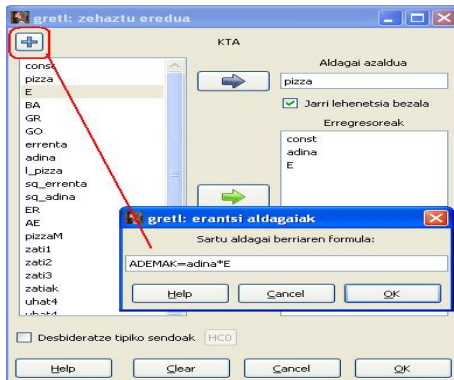 gretl: zehaztu eredua
KTA
const
pizza
E
BA
GR
GO
errenta
adina
l_pizza
sq_errenta
sq_adina
ER
AE
pizzaM
zati1
zati2
zati3
zatiak
uhat4
Aldagai azaldua
pizza
Jarri lehenetsia bezala
Erregresoreak
const
adina
E
gretl: erantsi aldagaiak
Sartu aldagai berriaren formula:
ADEMAK=adina*E
Help Cancel OK
Desbideratze tipiko sendoak HC0
Help Clear Cancel OK